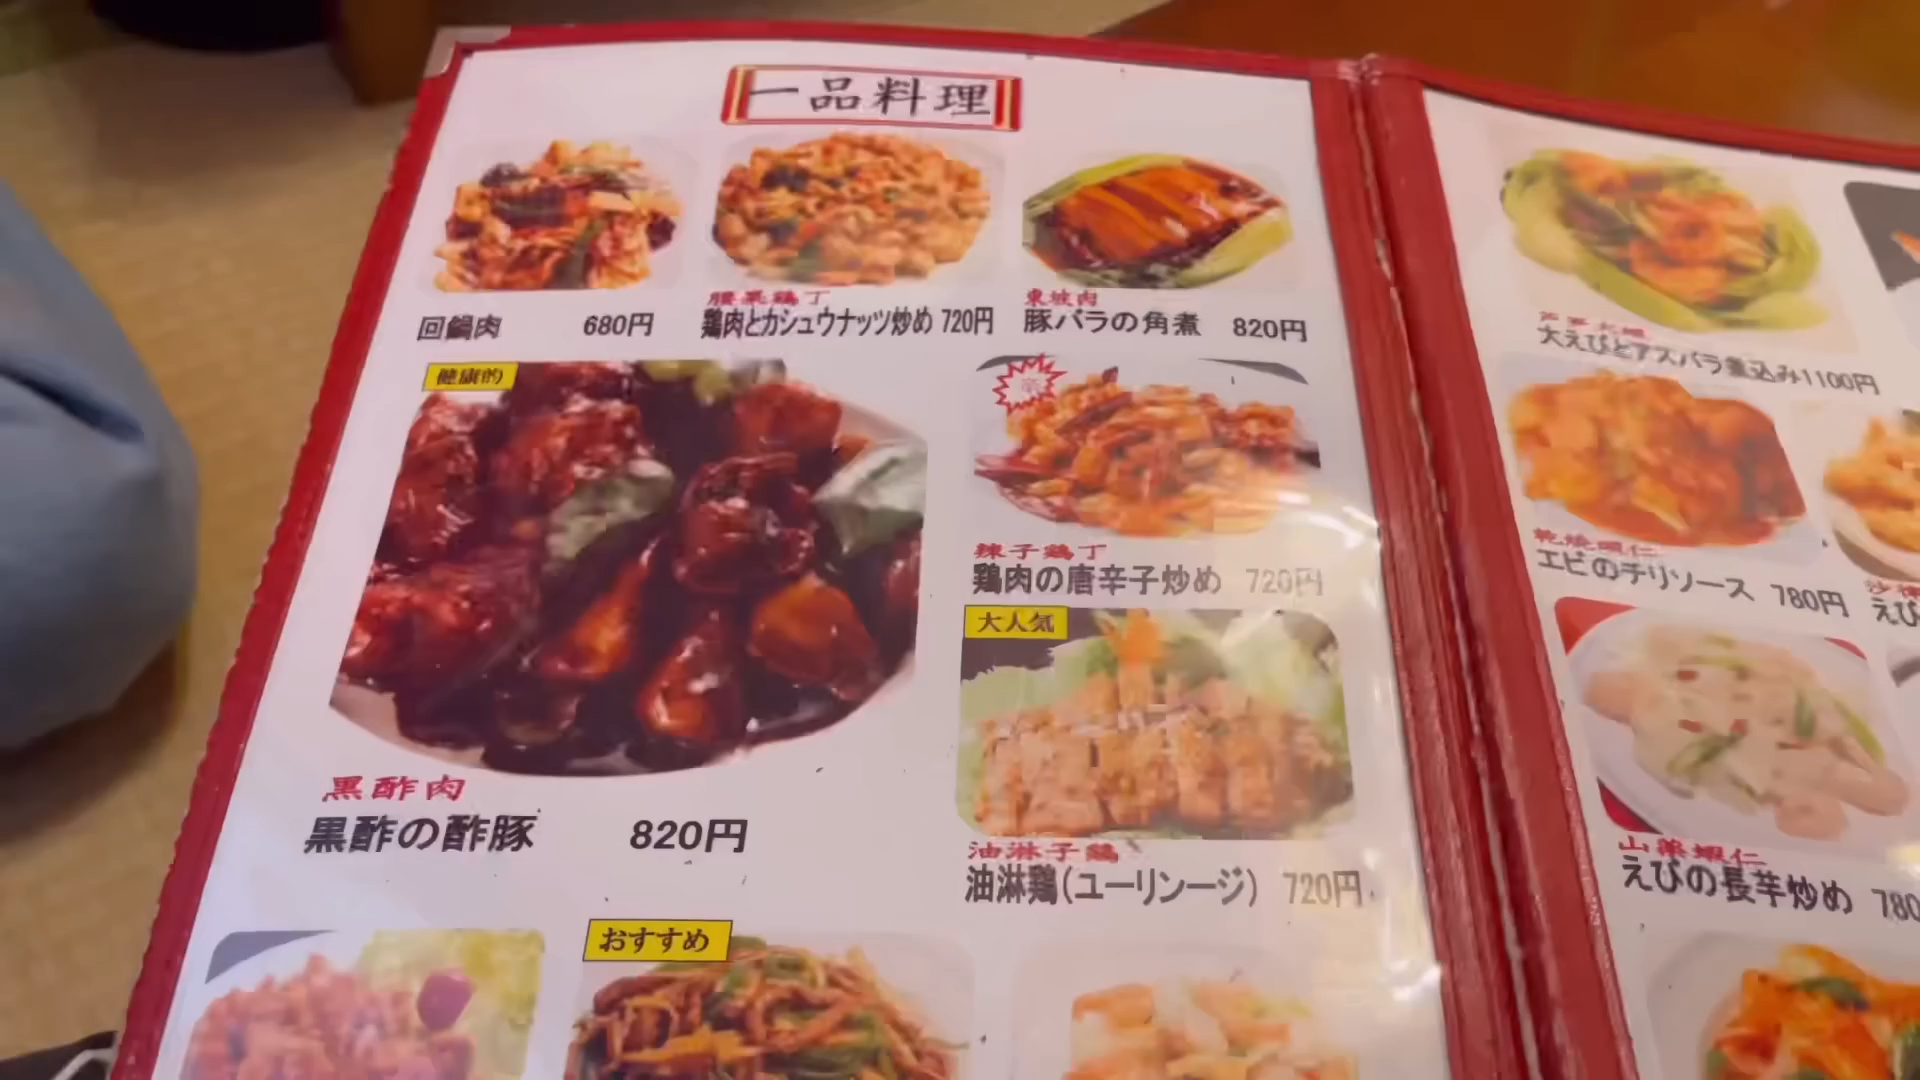 一品料理
腰果鶏丁
東坡肉
回鍋肉 680円
鶏肉とカシュウナッツ炒め 720円
豚バラの角煮 820円
健康的
辣子鶏丁
鶏肉の唐辛子炒め 720円
大人気
黒酢肉
黒酢の酢豚 820円
油淋子鶏
油淋鶏(ユーリンージ) 720円
おすすめ
大えびとアスパラ煮込み1100円
乾焼蝦仁
エビのチリソース 780円
えび
山薬蝦仁
えびの長芋炒め 780